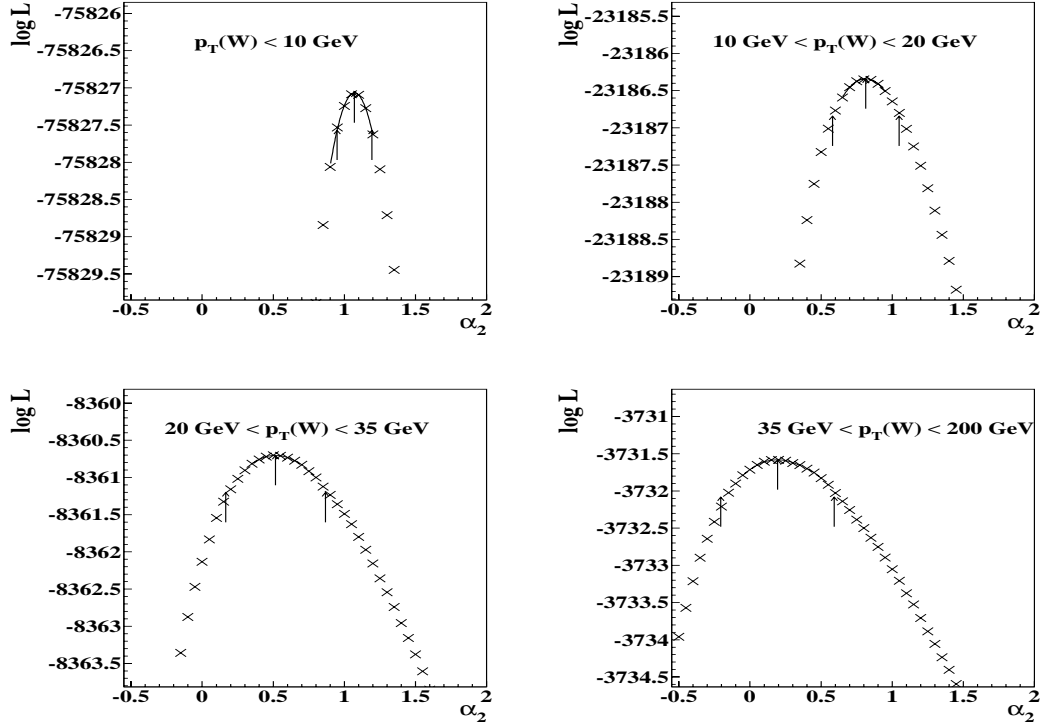 log L
-75826
-75826.5
-75827
-75827.5
-75828
-75828.5
-75829
-75829.5
p_T(W) < 10 GeV
-0.5 0 0.5 1 1.5 2
α_2
log L
-23185.5
-23186
-23186.5
-23187
-23187.5
-23188
-23188.5
-23189
10 GeV < p_T(W) < 20 GeV
-0.5 0 0.5 1 1.5 2
α_2
log L
-8360
-8360.5
-8361
-8361.5
-8362
-8362.5
-8363
-8363.5
20 GeV < p_T(W) < 35 GeV
-0.5 0 0.5 1 1.5 2
α_2
log L
-3731
-3731.5
-3732
-3732.5
-3733
-3733.5
-3734
-3734.5
35 GeV < p_T(W) < 200 GeV
-0.5 0 0.5 1 1.5 2
α_2